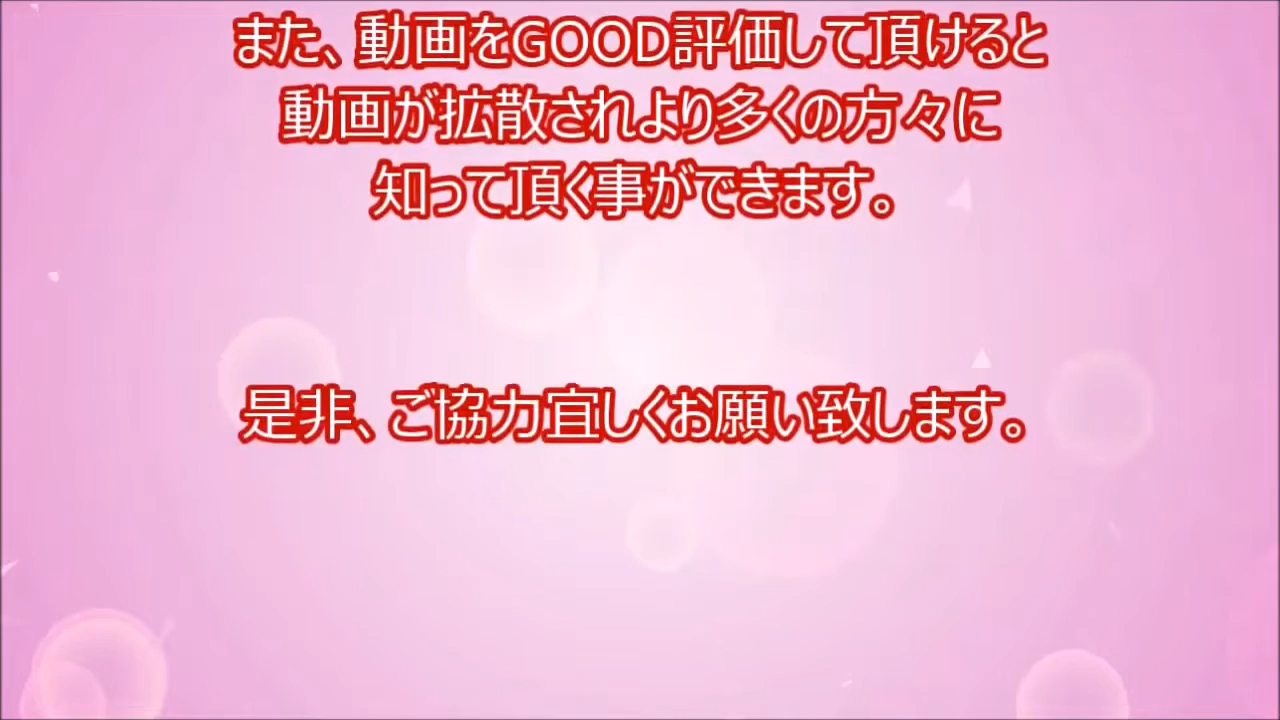 また、動画をGOOD評価して頂けると
動画が拡散されより多くの方々に
知って頂く事ができます。
是非、ご協力宜しくお願い致します。